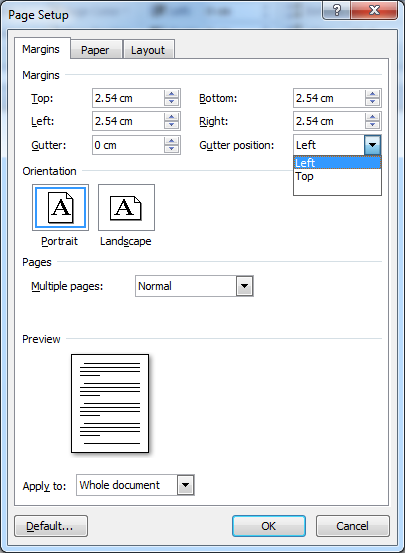 Page Setup
Margins Paper Layout
Margins
Top: 2.54 cm Bottom: 2.54 cm
Left: 2.54 cm Right: 2.54 cm
Gutter: 0 cm Gutter position: Left
Left
Top
Orientation
A A
Portrait Landscape
Pages
Multiple pages: Normal
Preview
Apply to: Whole document
Default... OK Cancel